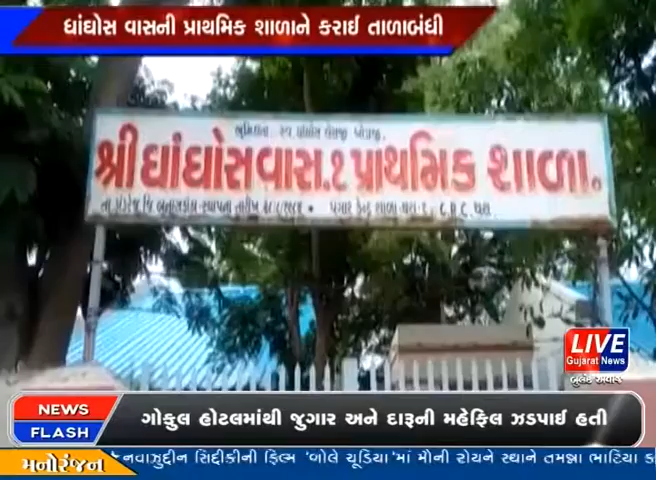 ધાંઘોસ વાસની પ્રાથમિક શાળાને કરાઈ તાળાબંધી
શ્રી ધાંઘોસવાસ.૨ પ્રાથમિક શાળા.
LIVE
Gujarat News
બુલંદ અવાજ
NEWS
FLASH
ગોકુલ હોટલમાંથી જુગાર અને દારૂની મહેફિલ ઝડપાઈ હતી
મનોરંજન
નવાઝુદ્દીન સિદ્દીકીની ફિલ્મ 'બોલે ચૂડિયા'માં મૌની રોયને સ્થાને તમન્ના ભાટિયા